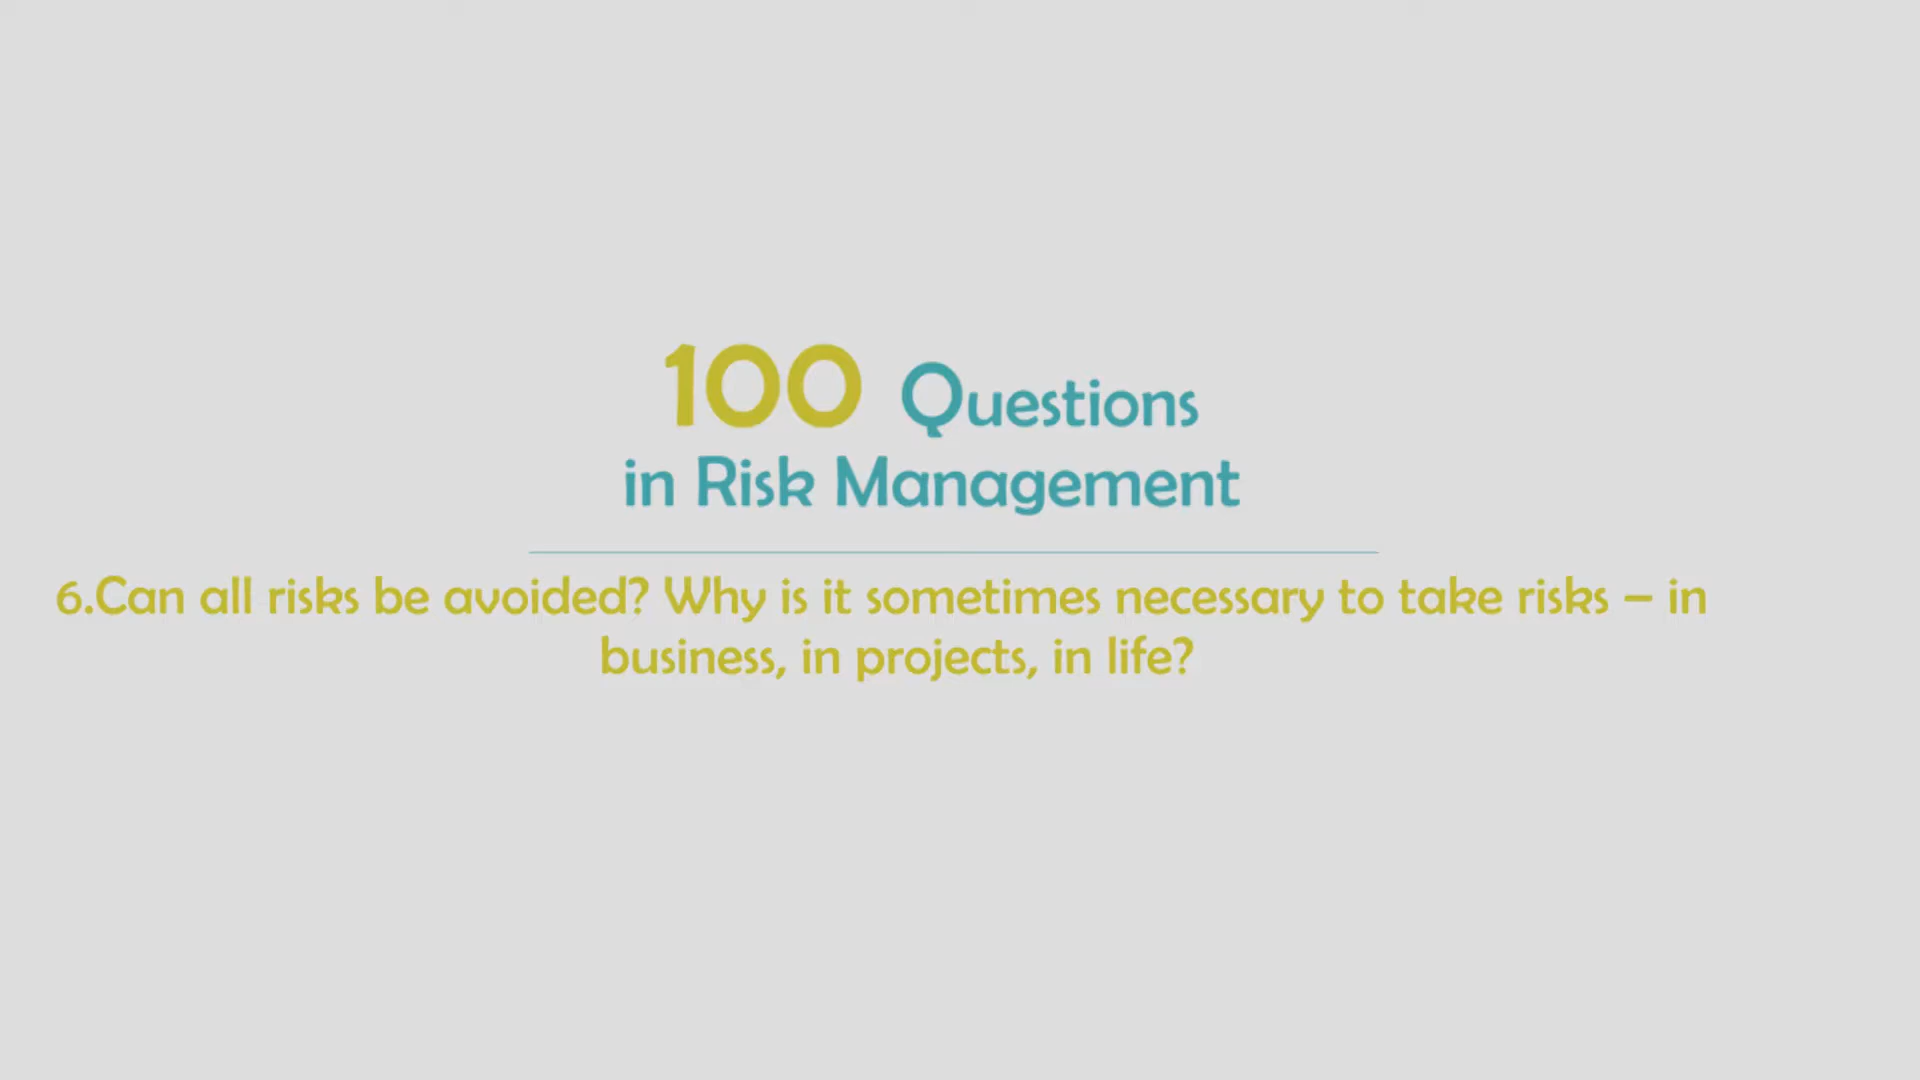 100 Questions
in Risk Management
6.Can all risks be avoided? Why is it sometimes necessary to take risks – in
business, in projects, in life?